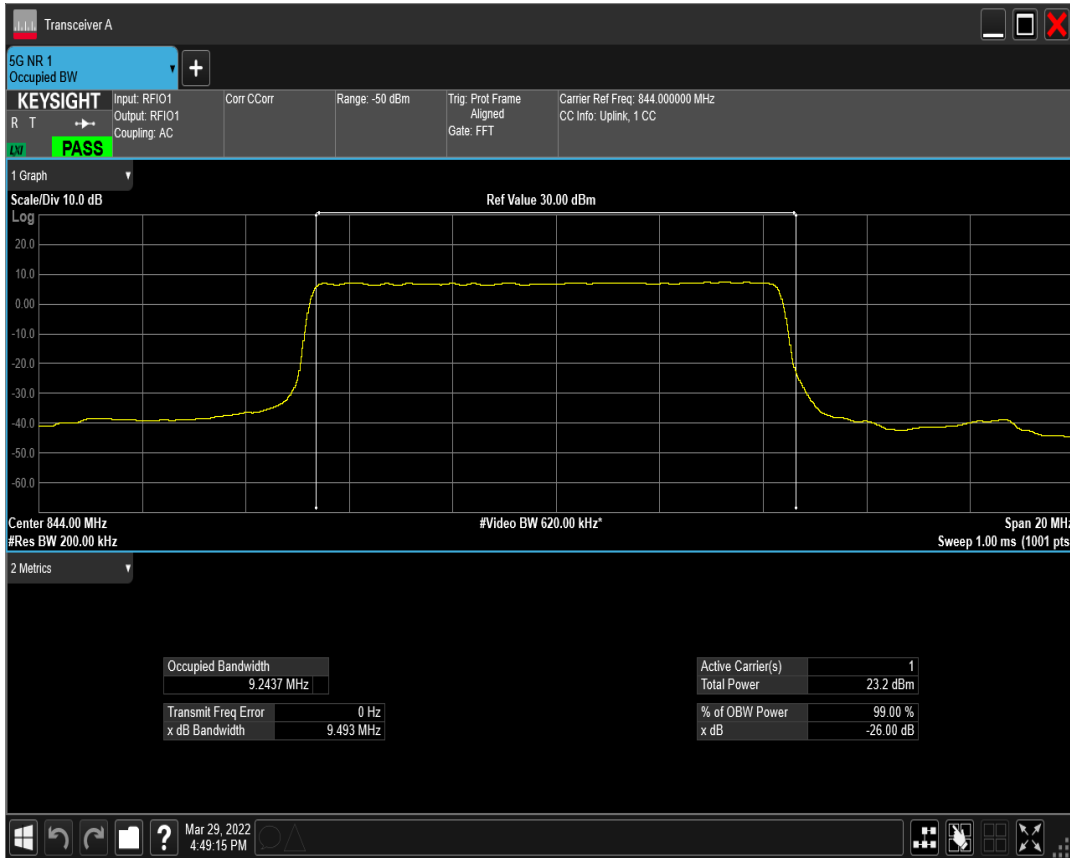 Transceiver A
5G NR 1
Occupied BW
+
KEYSIGHT
R T
LXI
PASS
Input: RFIO1
Output: RFIO1
Coupling: AC
Corr CCorr
Range: -50 dBm
Trig: Prot Frame
Aligned
Gate: FFT
Carrier Ref Freq: 844.000000 MHz
CC Info: Uplink, 1 CC
1 Graph
Scale/Div 10.0 dB
Ref Value 30.00 dBm
Log
20.0
10.0
0.00
-10.0
-20.0
-30.0
-40.0
-50.0
-60.0
Center 844.00 MHz
#Video BW 620.00 kHz*
Span 20 MHz
#Res BW 200.00 kHz
Sweep 1.00 ms (1001 pts
2 Metrics
Occupied Bandwidth
9.2437 MHz
Transmit Freq Error 0 Hz
x dB Bandwidth 9.493 MHz
Active Carrier(s) 1
Total Power 23.2 dBm
% of OBW Power 99.00 %
x dB -26.00 dB
?
Mar 29, 2022
4:49:15 PM